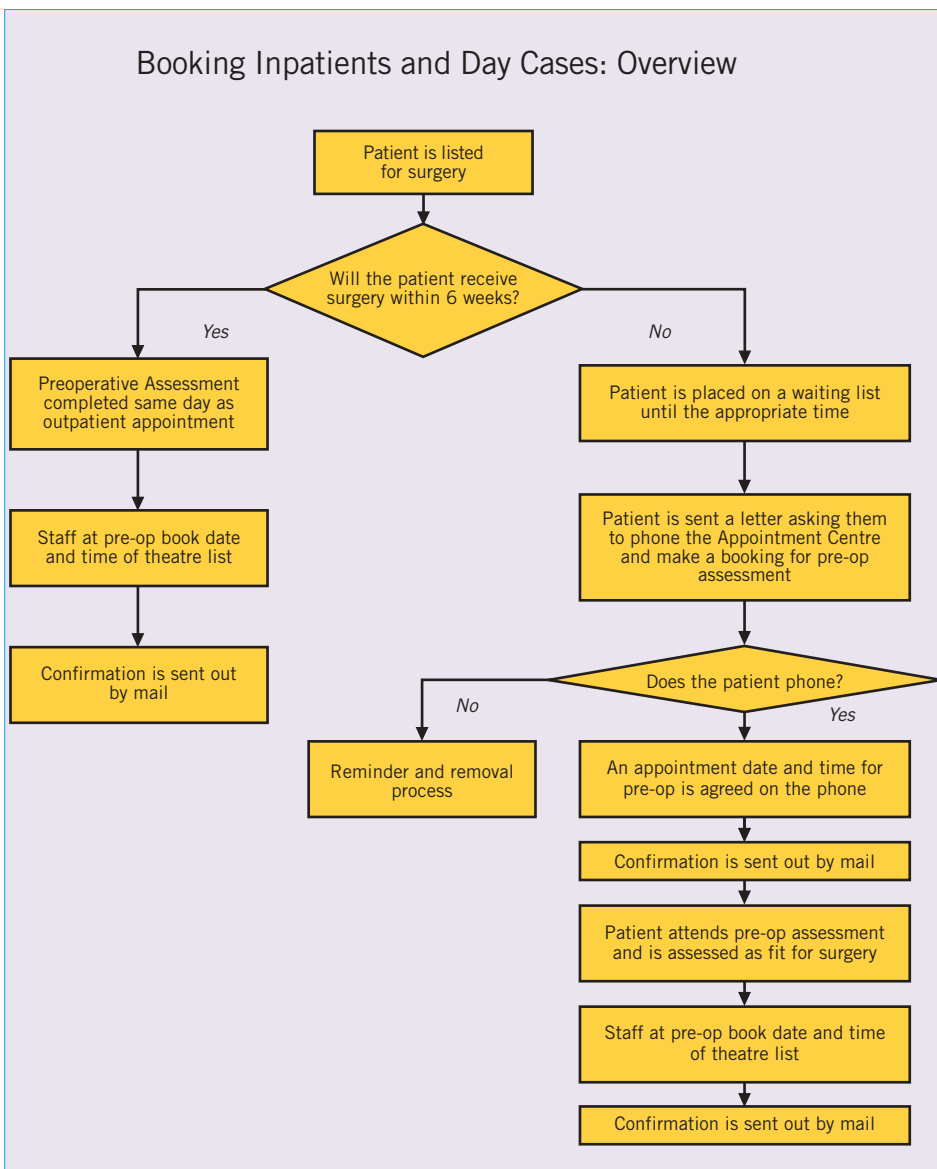 Booking Inpatients and Day Cases: Overview
Patient is listed
for surgery
Will the patient receive
surgery within 6 weeks?
Yes
No
Preoperative Assessment
completed same day as
outpatient appointment
Staff at pre-op book date
and time of theatre list
Confirmation is sent out
by mail
Patient is placed on a waiting list
until the appropriate time
Patient is sent a letter asking them
to phone the Appointment Centre
and make a booking for pre-op
assessment
Does the patient phone?
No
Yes
Reminder and removal
process
An appointment date and time for
pre-op is agreed on the phone
Confirmation is sent out by mail
Patient attends pre-op assessment
and is assessed as fit for surgery
Staff at pre-op book date and time
of theatre list
Confirmation is sent out by mail